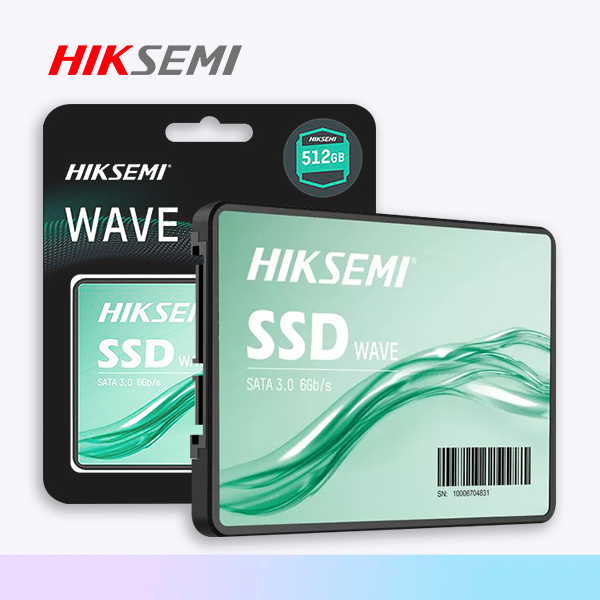 HIKSEMI
HIKSEMI
512GB
HIKSEMI®
WAVE
HIKSEMI
SSD
SATA 3.0 6Gb/s
HIKSEMI®
SSD WAVE
SATA 3.0 6Gb/s
SN: 10006704831